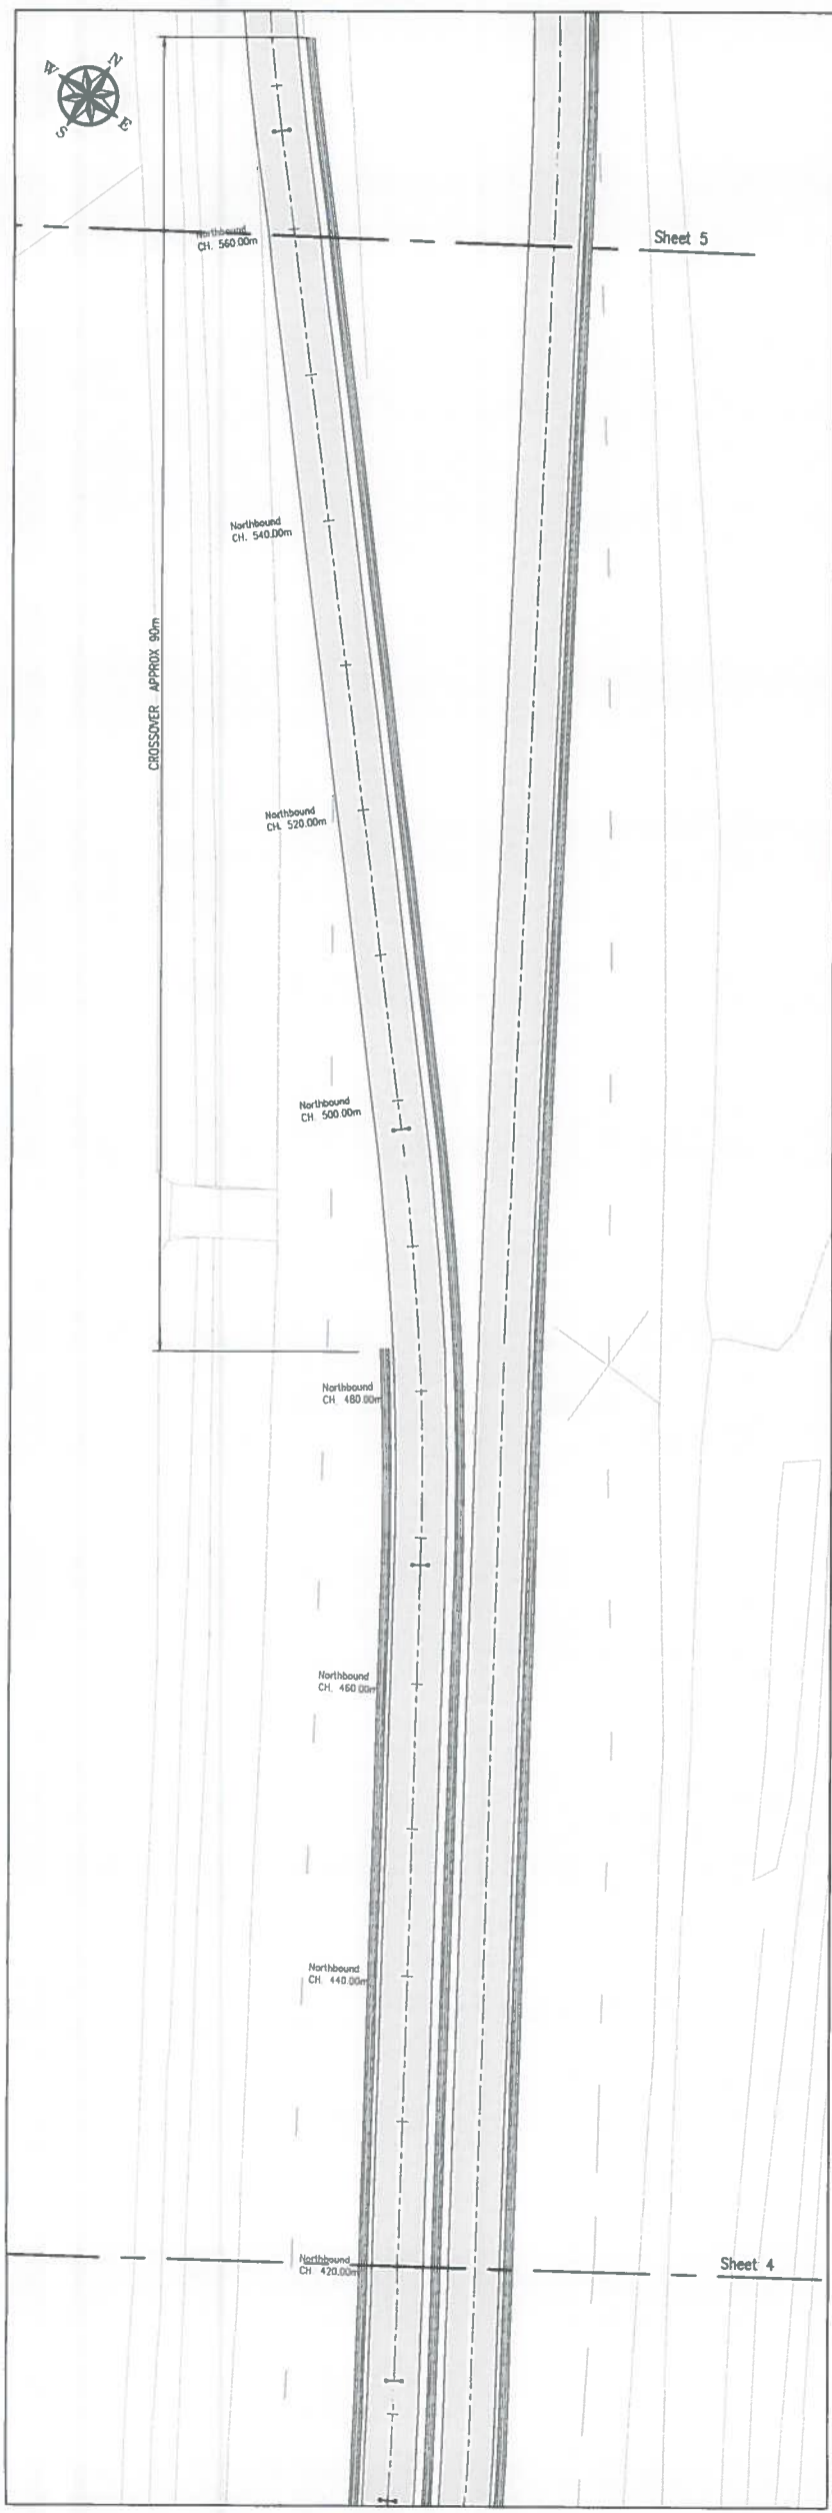 N
W
E
S
Northbound
CH. 560.00m
Sheet 5
Northbound
CH. 540.00m
CROSSOVER APPROX 90m
Northbound
CH. 520.00m
Northbound
CH. 500.00m
Northbound
CH. 480.00m
Northbound
CH. 460.00m
Northbound
CH. 440.00m
Northbound
CH. 420.00m
Sheet 4